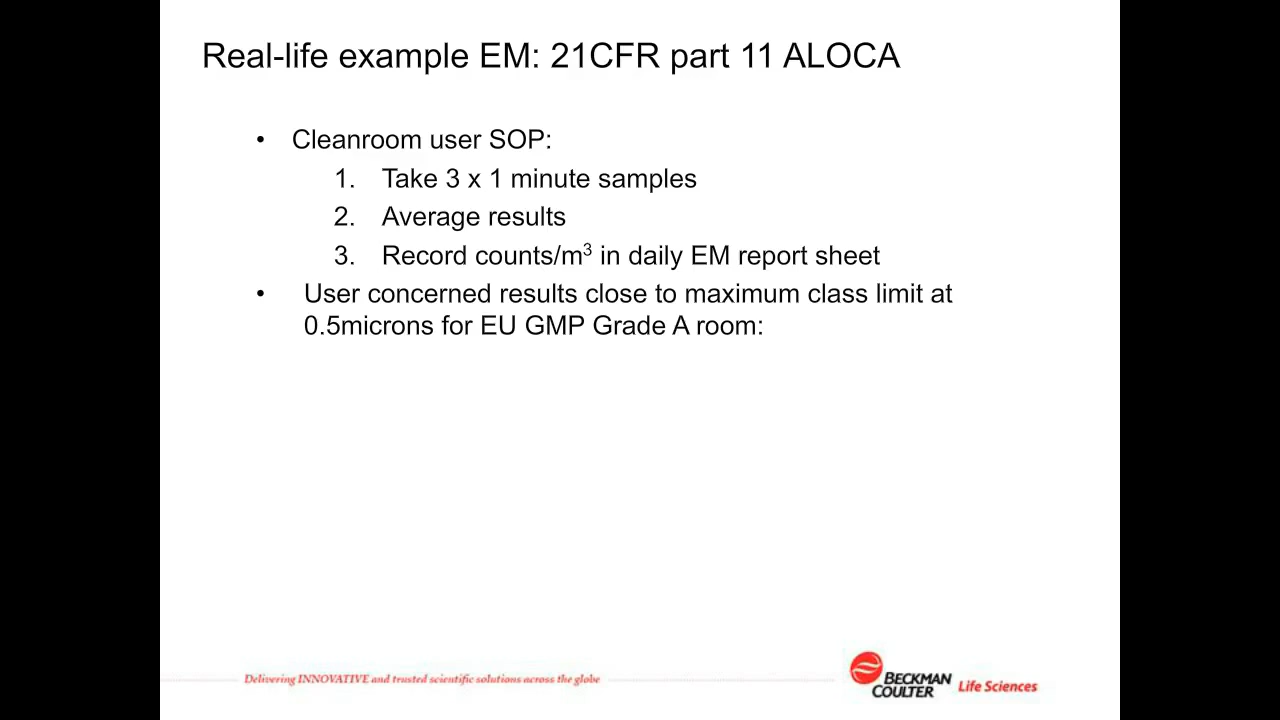 Real-life example EM: 21CFR part 11 ALOCA
• Cleanroom user SOP:
1. Take 3 x 1 minute samples
2. Average results
3. Record counts/m³ in daily EM report sheet
• User concerned results close to maximum class limit at
0.5microns for EU GMP Grade A room:
Delivering INNOVATIVE and trusted scientific solutions across the globe
BECKMAN
COULTER Life Sciences